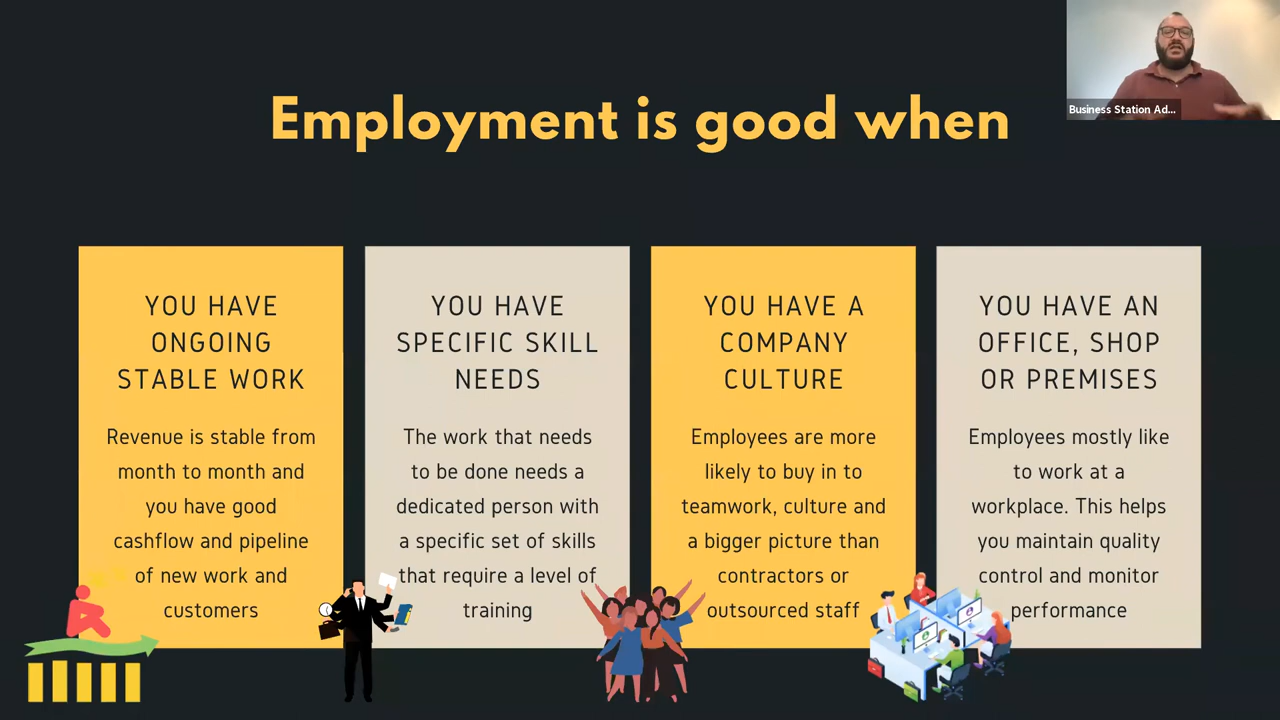 Employment is good when
Business Station Ad...
YOU HAVE
ONGOING
STABLE WORK
Revenue is stable from
month to month and
you have good
cashflow and pipeline
of new work and
customers
YOU HAVE
SPECIFIC SKILL
NEEDS
The work that needs
to be done needs a
dedicated person with
a specific set of skills
that require a level of
training
YOU HAVE A
COMPANY
CULTURE
Employees are more
likely to buy in to
teamwork, culture and
a bigger picture than
contractors or
outsourced staff
YOU HAVE AN
OFFICE, SHOP
OR PREMISES
Employees mostly like
to work at a
workplace. This helps
you maintain quality
control and monitor
performance